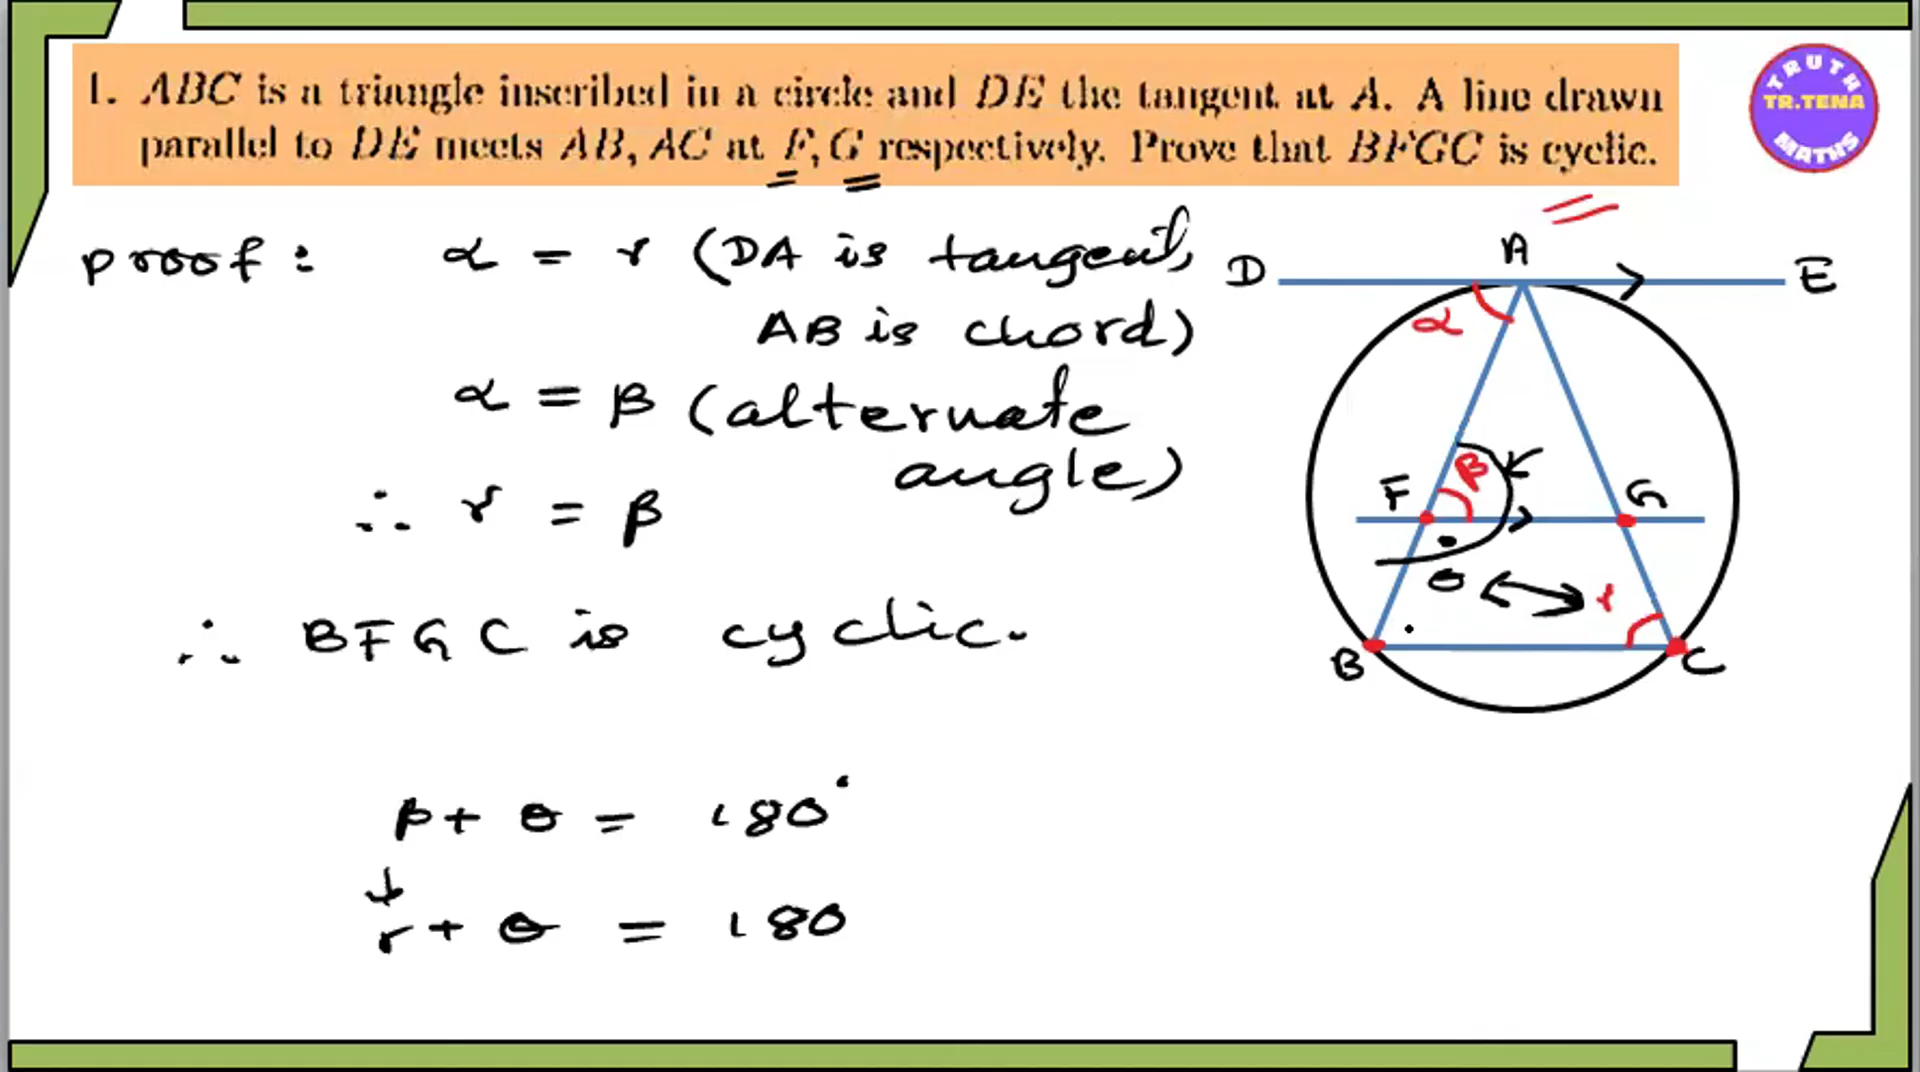 1. ABC is a triangle inscribed in a circle and DE the tangent at A. A line drawn
parallel to DE meets AB, AC at F, G respectively. Prove that BFGC is cyclic.
TRUTH
TR.TENA
MATHS
proof : α = γ (DA is tangent,
AB is chord)
α = β (alternate
angle)
∴ γ = β
∴ BFGC is cyclic.
β + θ = 180°
γ + θ = 180
A
D E
α
β
F G
θ γ
B C